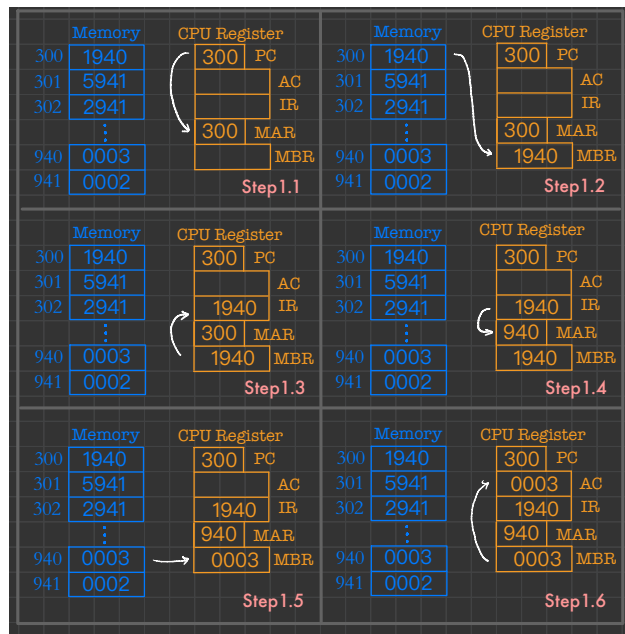 Memory CPU Register
300 1940 300 PC
301 5941 AC
302 2941 IR
300 MAR
940 0003 MBR
941 0002
Step1.1
Memory CPU Register
300 1940 300 PC
301 5941 AC
302 2941 IR
300 MAR
940 0003 1940 MBR
941 0002
Step1.2
Memory CPU Register
300 1940 300 PC
301 5941 AC
302 2941 1940 IR
300 MAR
940 0003 1940 MBR
941 0002
Step1.3
Memory CPU Register
300 1940 300 PC
301 5941 AC
302 2941 1940 IR
940 MAR
940 0003 1940 MBR
941 0002
Step1.4
Memory CPU Register
300 1940 300 PC
301 5941 AC
302 2941 1940 IR
940 MAR
940 0003 0003 MBR
941 0002
Step1.5
Memory CPU Register
300 1940 300 PC
301 5941 0003 AC
302 2941 1940 IR
940 MAR
940 0003 0003 MBR
941 0002
Step1.6